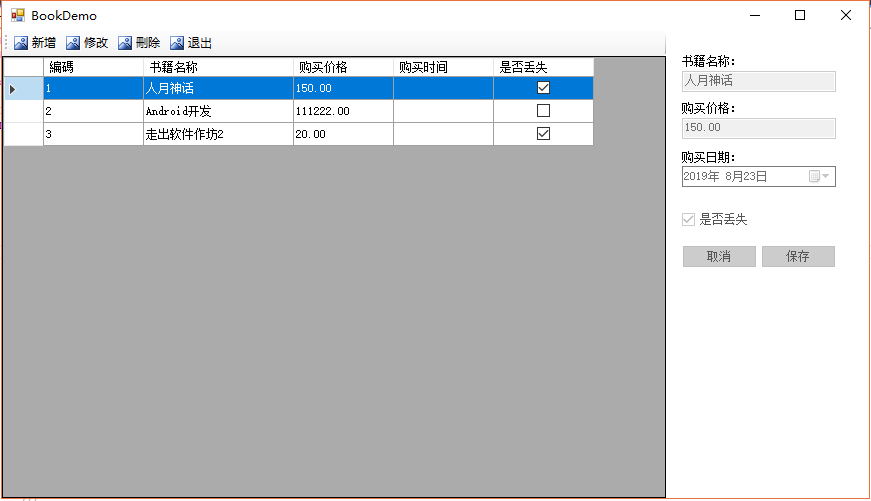 BookDemo
新增 修改 刪除 退出
编碼 书籍名称 购买价格 购买时间 是否丢失
1 人月神话 150.00
2 Android开发 111222.00
3 走出软件作坊2 20.00
书籍名称：
人月神话
购买价格：
150.00
购买日期：
2019年 8月23日
是否丢失
取消 保存